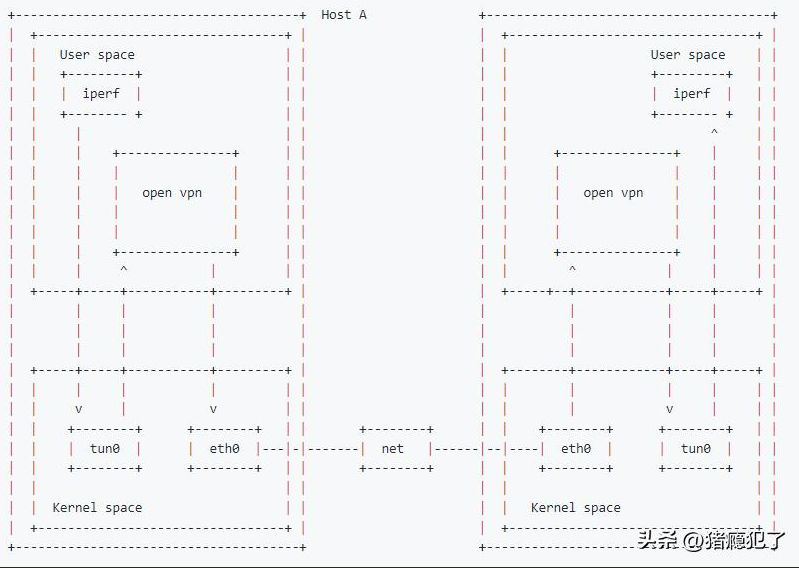 Host A
User space
User space
iperf
iperf
open vpn
open vpn
v
v
v
tun0
eth0
net
eth0
tun0
Kernel space
Kernel space
头条 @猪瘾犯了